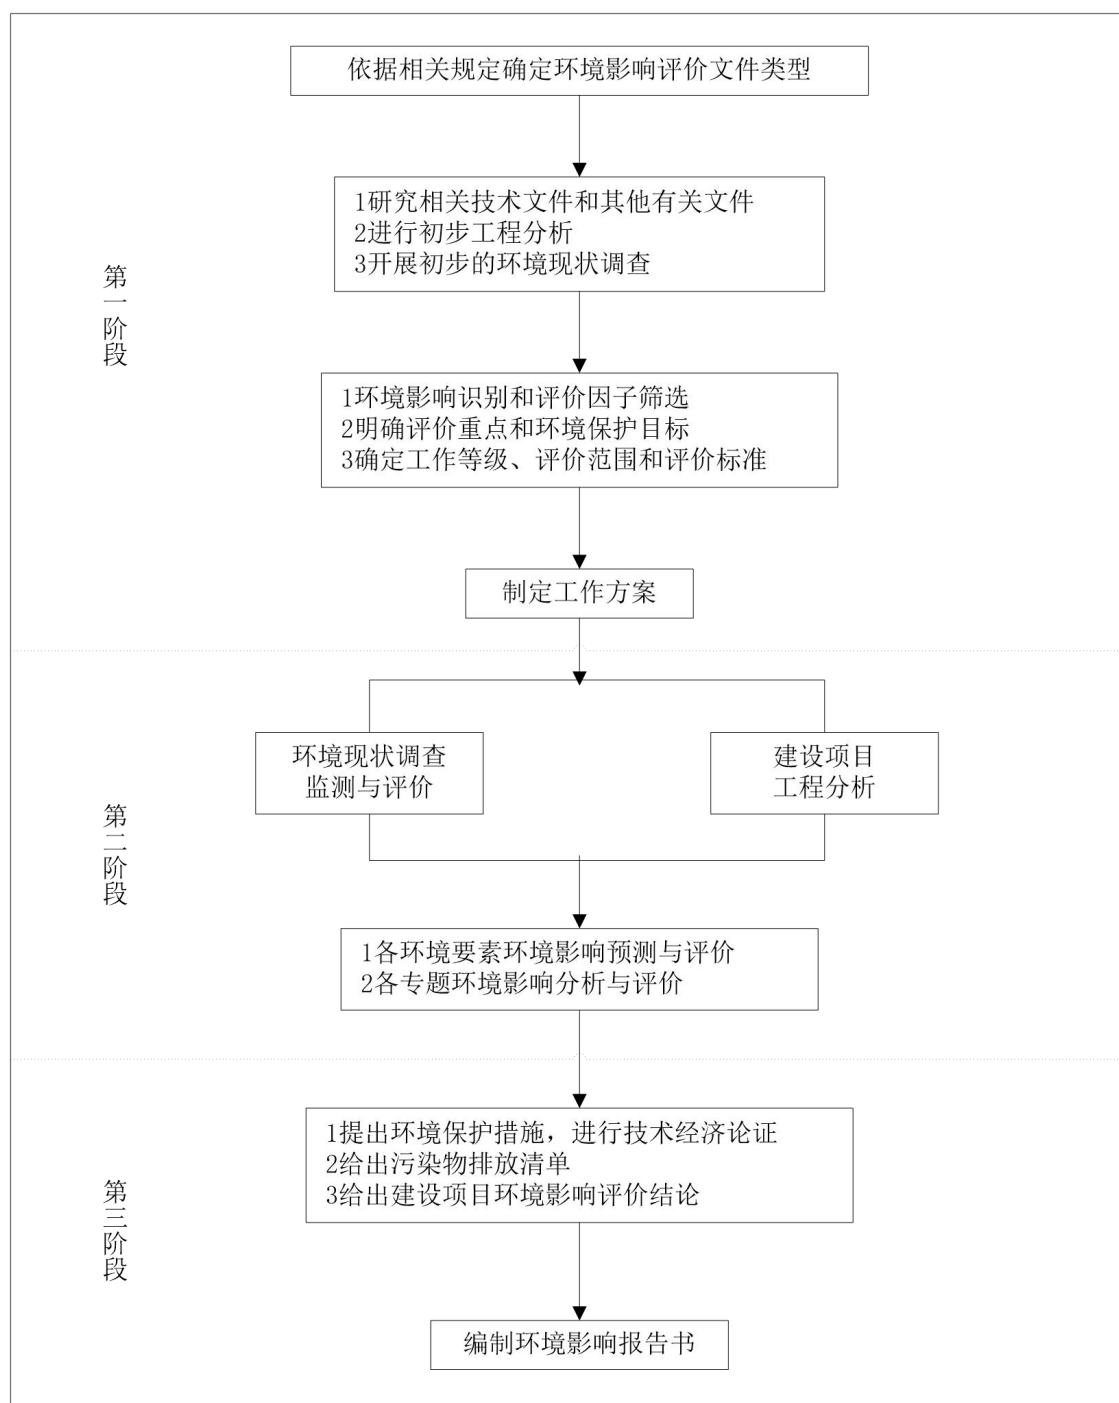 依据相关规定确定环境影响评价文件类型
1研究相关技术文件和其他有关文件
2进行初步工程分析
3开展初步的环境现状调查
第一阶段
1环境影响识别和评价因子筛选
2明确评价重点和环境保护目标
3确定工作等级、评价范围和评价标准
制定工作方案
环境现状调查
监测与评价
建设项目
工程分析
第二阶段
1各环境要素环境影响预测与评价
2各专题环境影响分析与评价
1提出环境保护措施，进行技术经济论证
2给出污染物排放清单
3给出建设项目环境影响评价结论
第三阶段
编制环境影响报告书